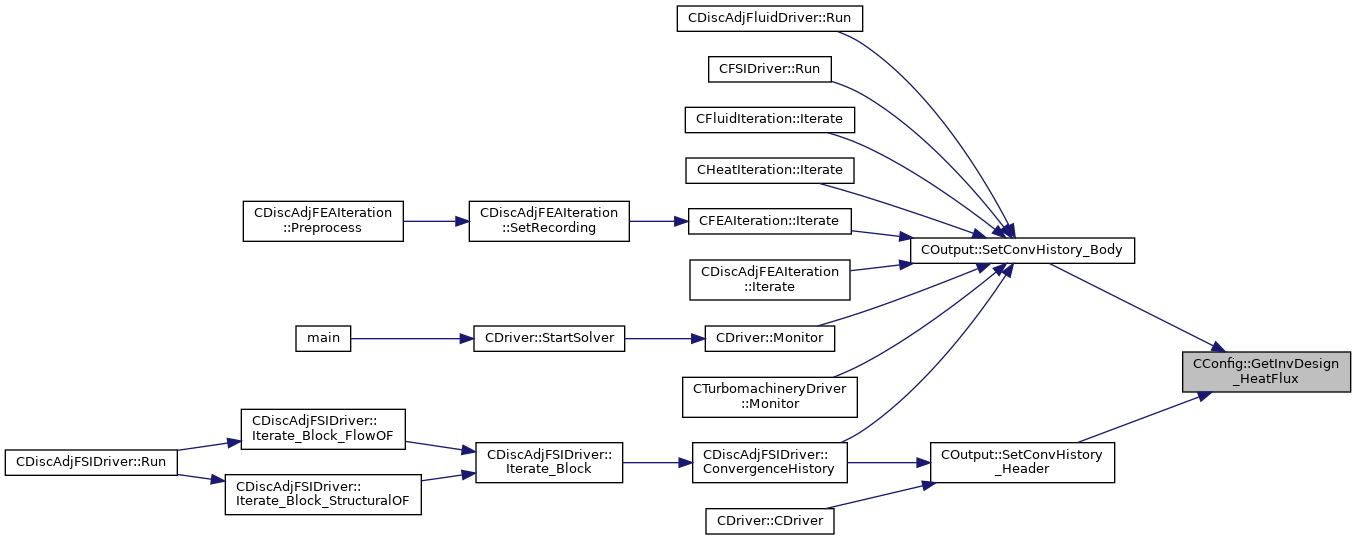 CDiscAdjFluidDriver::Run
CFSIDriver::Run
CFluidIteration::Iterate
CHeatIteration::Iterate
CDiscAdjFEAIteration
::Preprocess
CDiscAdjFEAIteration
::SetRecording
CFEAIteration::Iterate
COutput::SetConvHistory_Body
CDiscAdjFEAIteration
::Iterate
main
CDriver::StartSolver
CDriver::Monitor
CConfig::GetInvDesign
_HeatFlux
CTurbomachineryDriver
::Monitor
CDiscAdjFSIDriver::
Iterate_Block_FlowOF
CDiscAdjFSIDriver::Run
CDiscAdjFSIDriver::
Iterate_Block
CDiscAdjFSIDriver::
ConvergenceHistory
COutput::SetConvHistory
_Header
CDiscAdjFSIDriver::
Iterate_Block_StructuralOF
CDriver::CDriver